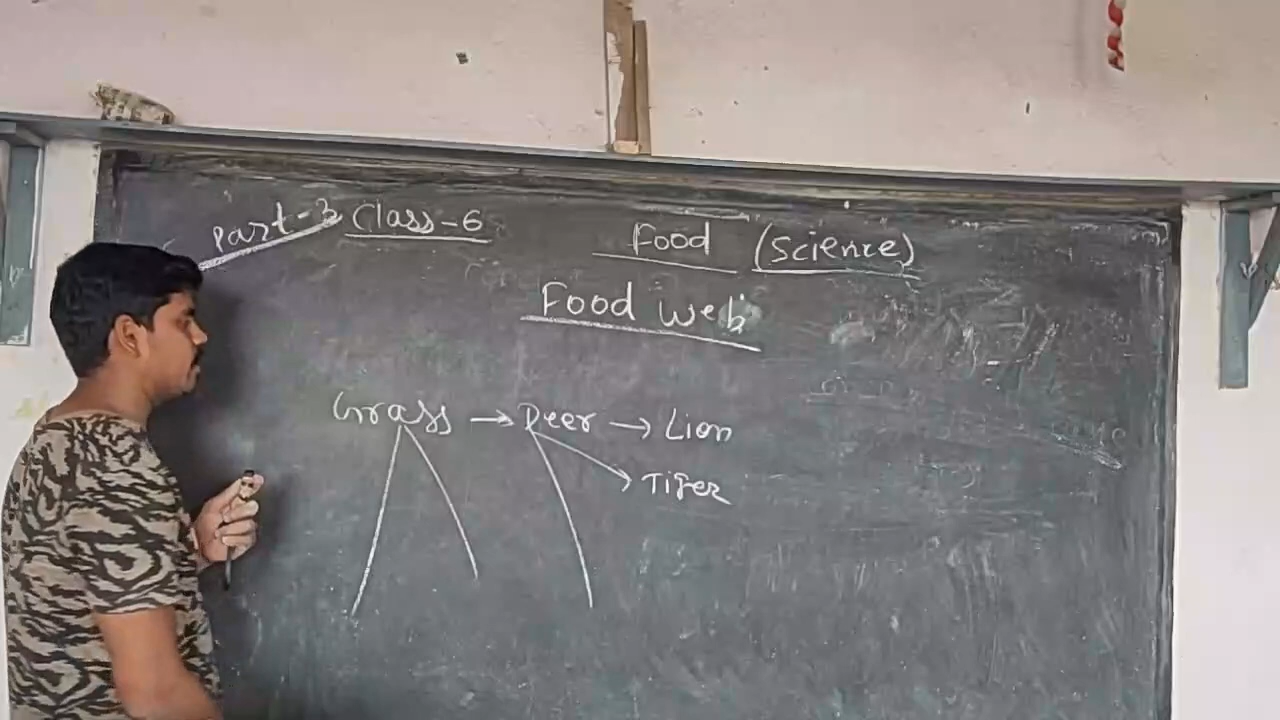 Part-3 Class-6 Food (Science)
Food Web
Grass → Deer → Lion
Tiger